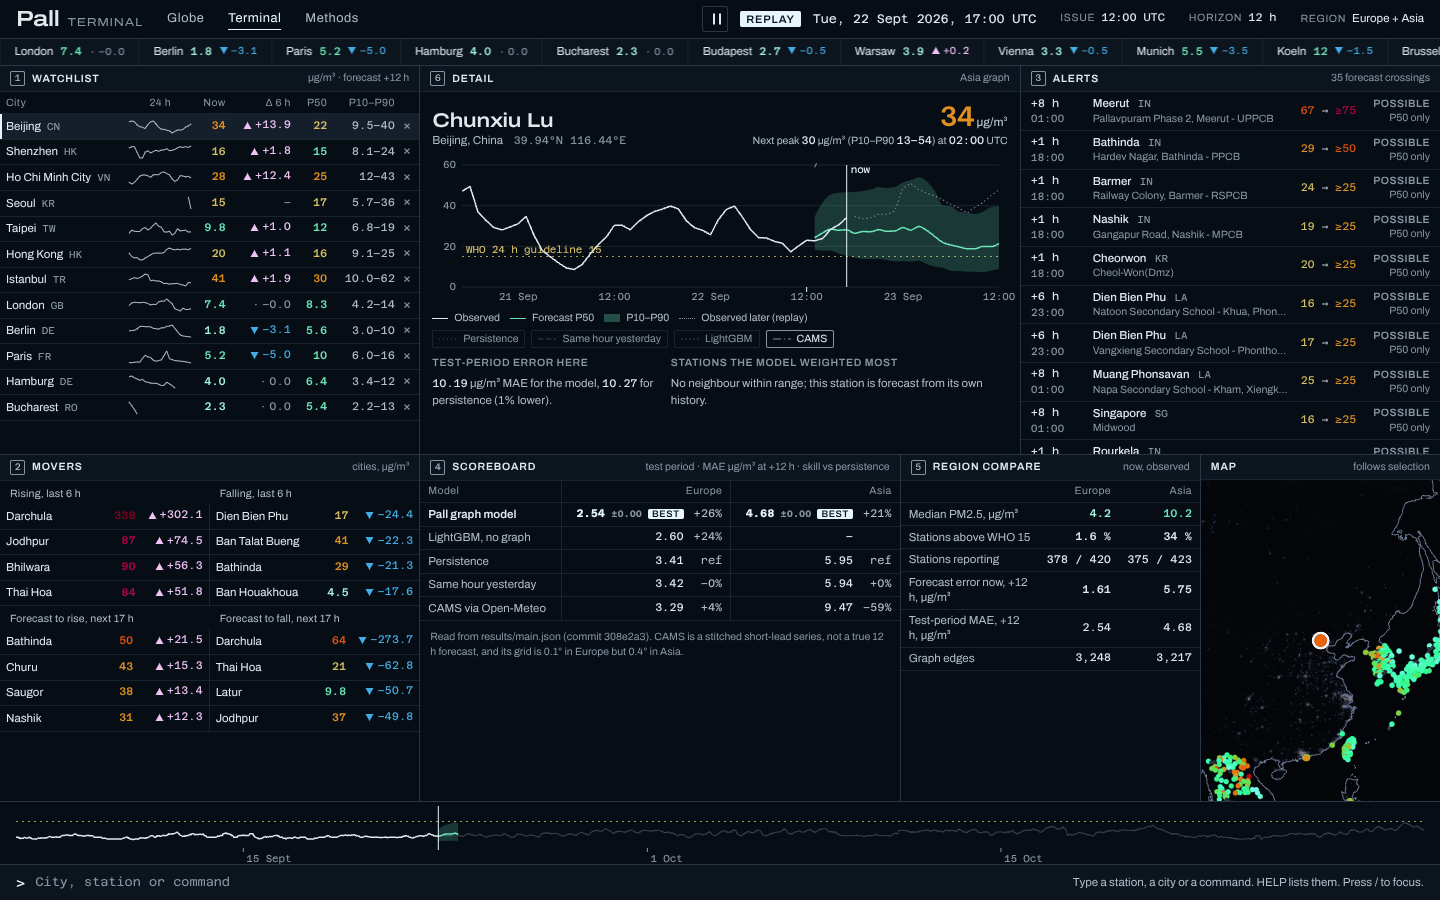 Pall TERMINAL Globe Terminal Methods
REPLAY Tue, 22 Sept 2026, 17:00 UTC ISSUE 12:00 UTC HORIZON 12 h REGION Europe + Asia
London 7.4 · −0.0 Berlin 1.8 ▼ −3.1 Paris 5.2 ▼ −5.0 Hamburg 4.0 · 0.0 Bucharest 2.3 · 0.0 Budapest 2.7 ▼ −0.5 Warsaw 3.9 ▲ +0.2 Vienna 3.3 ▼ −0.5 Munich 5.5 ▼ −3.5 Koeln 12 ▼ −1.5 Brussel
1 WATCHLIST µg/m³ · forecast +12 h
City 24 h Now Δ 6 h P50 P10–P90
Beijing CN 34 ▲ +13.9 22 9.5–40 ×
Shenzhen HK 16 ▲ +1.8 15 8.1–24 ×
Ho Chi Minh City VN 28 ▲ +12.4 25 12–43 ×
Seoul KR 15 – 17 5.7–36 ×
Taipei TW 9.8 ▲ +1.0 12 6.8–19 ×
Hong Kong HK 20 ▲ +1.1 16 9.1–25 ×
Istanbul TR 41 ▲ +1.9 30 10.0–62 ×
London GB 7.4 · −0.0 8.3 4.2–14 ×
Berlin DE 1.8 ▼ −3.1 5.6 3.0–10 ×
Paris FR 5.2 ▼ −5.0 10 6.0–16 ×
Hamburg DE 4.0 · 0.0 6.4 3.4–12 ×
Bucharest RO 2.3 · 0.0 5.4 2.2–13 ×
6 DETAIL Asia graph
Chunxiu Lu 34 µg/m³
Beijing, China 39.94°N 116.44°E Next peak 30 µg/m³ (P10–P90 13–54) at 02:00 UTC
60
40
20
0
now
WHO 24 h guideline 15
21 Sep 12:00 22 Sep 12:00 23 Sep 12:00
Observed Forecast P50 P10–P90 Observed later (replay)
Persistence Same hour yesterday LightGBM CAMS
TEST-PERIOD ERROR HERE
10.19 µg/m³ MAE for the model, 10.27 for
persistence (1% lower).
STATIONS THE MODEL WEIGHTED MOST
No neighbour within range; this station is forecast from its own
history.
3 ALERTS 35 forecast crossings
+8 h Meerut IN 67 → ≥75 POSSIBLE
01:00 Pallavpuram Phase 2, Meerut - UPPCB P50 only
+1 h Bathinda IN 29 → ≥50 POSSIBLE
18:00 Hardev Nagar, Bathinda - PPCB P50 only
+1 h Barmer IN 24 → ≥25 POSSIBLE
18:00 Railway Colony, Barmer - RSPCB P50 only
+1 h Nashik IN 19 → ≥25 POSSIBLE
18:00 Gangapur Road, Nashik - MPCB P50 only
+1 h Cheorwon KR 20 → ≥25 POSSIBLE
18:00 Cheol-Won(Dmz) P50 only
+6 h Dien Bien Phu LA 16 → ≥25 POSSIBLE
23:00 Natoon Secondary School - Khua, Phon... P50 only
+6 h Dien Bien Phu LA 17 → ≥25 POSSIBLE
23:00 Vangxieng Secondary School - Phontho... P50 only
+8 h Muang Phonsavan LA 25 → ≥25 POSSIBLE
01:00 Napa Secondary School - Kham, Xiengk... P50 only
+8 h Singapore SG 16 → ≥25 POSSIBLE
01:00 Midwood P50 only
+1 h Rourkela IN POSSIBLE
2 MOVERS cities, µg/m³
Rising, last 6 h Falling, last 6 h
Darchula 338 ▲ +302.1 Dien Bien Phu 17 ▼ −24.4
Jodhpur 87 ▲ +74.5 Ban Talat Bueng 41 ▼ −22.3
Bhilwara 90 ▲ +56.3 Bathinda 29 ▼ −21.3
Thai Hoa 84 ▲ +51.8 Ban Houakhoua 4.5 ▼ −17.6
Forecast to rise, next 17 h Forecast to fall, next 17 h
Bathinda 50 ▲ +21.5 Darchula 64 ▼ −273.7
Churu 43 ▲ +15.3 Thai Hoa 21 ▼ −62.8
Saugor 38 ▲ +13.4 Latur 9.8 ▼ −50.7
Nashik 31 ▲ +12.3 Jodhpur 37 ▼ −49.8
4 SCOREBOARD test period · MAE µg/m³ at +12 h · skill vs persistence
Model Europe Asia
Pall graph model 2.54 ±0.00 BEST +26% 4.68 ±0.00 BEST +21%
LightGBM, no graph 2.60 +24% –
Persistence 3.41 ref 5.95 ref
Same hour yesterday 3.42 −0% 5.94 +0%
CAMS via Open-Meteo 3.29 +4% 9.47 −59%
Read from results/main.json (commit 308e2a3). CAMS is a stitched short-lead series, not a true 12
h forecast, and its grid is 0.1° in Europe but 0.4° in Asia.
5 REGION COMPARE now, observed
Europe Asia
Median PM2.5, µg/m³ 4.2 10.2
Stations above WHO 15 1.6 % 34 %
Stations reporting 378 / 420 375 / 423
Forecast error now, +12
h, µg/m³ 1.61 5.75
Test-period MAE, +12
h, µg/m³ 2.54 4.68
Graph edges 3,248 3,217
MAP follows selection
15 Sept 1 Oct 15 Oct
> City, station or command Type a station, a city or a command. HELP lists them. Press / to focus.